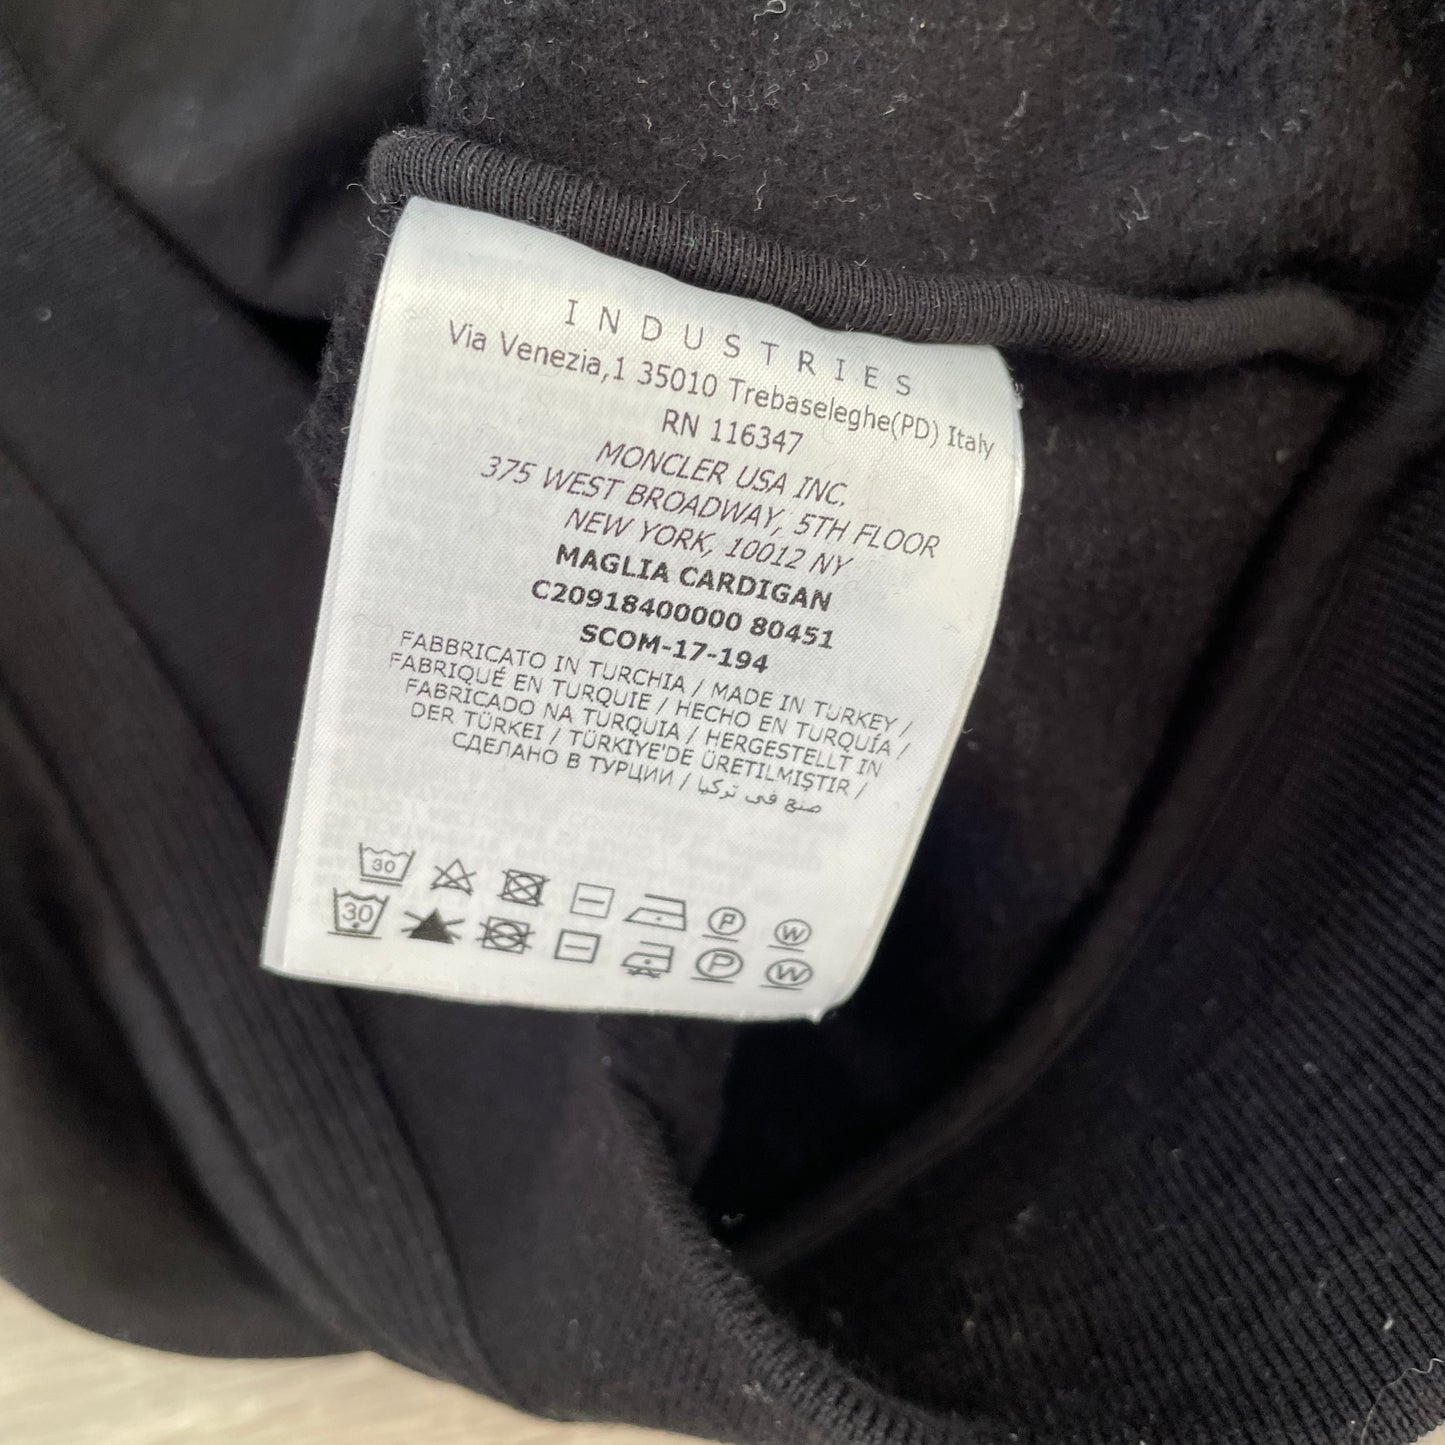 INDUSTRIES
Via Venezia,1 35010 Trebaseleghe(PD) Italy
RN 116347
MONCLER USA INC.
375 WEST BROADWAY, 5TH FLOOR
NEW YORK, 10012 NY
MAGLIA CARDIGAN
C20918400000 80451
SCOM-17-194
FABBRICATO IN TURCHIA / MADE IN TURKEY /
FABRIQUÉ EN TURQUIE / HECHO EN TURQUÍA /
FABRICADO NA TURQUIA / HERGESTELLT IN
DER TÜRKEI / TÜRKIYE'DE ÜRETILMIŞTIR /
СДЕЛАНО В ТУРЦИИ / صنع في تركيا
30 P W
30 P W